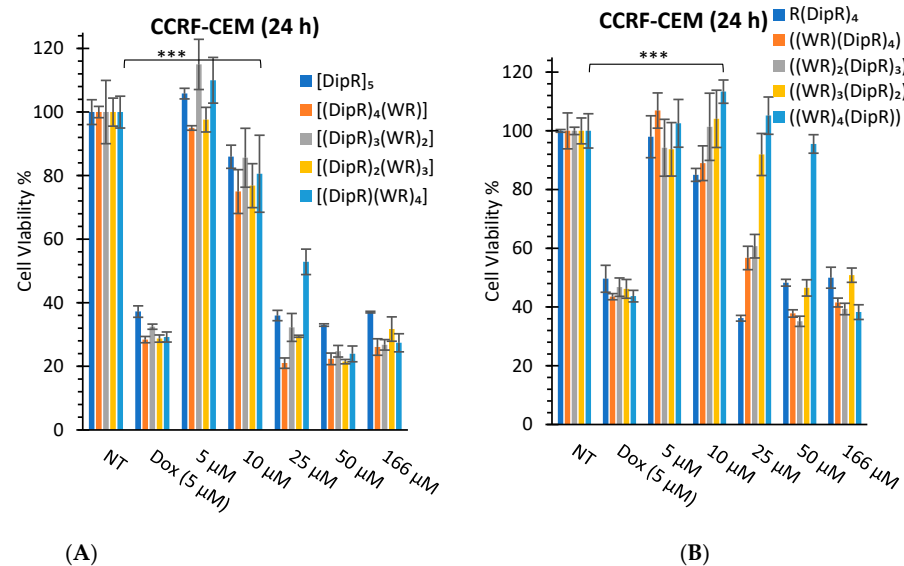 CCRF-CEM (24 h)
***
Cell VIability %
120
100
80
60
40
20
0
[DipR]₅
[(DipR)₄(WR)]
[(DipR)₃(WR)₂]
[(DipR)₂(WR)₃]
[(DipR)(WR)₄]
NT
Dox (5 µM)
5 µM
10 µM
25 µM
50 µM
166 µM
(A)
CCRF-CEM (24 h)
***
Cell VIability %
120
100
80
60
40
20
0
R(DipR)₄
((WR)(DipR)₄)
((WR)₂(DipR)₃)
((WR)₃(DipR)₂)
((WR)₄(DipR))
NT
Dox (5 µM)
5 µM
10 µM
25 µM
50 µM
166 µM
(B)